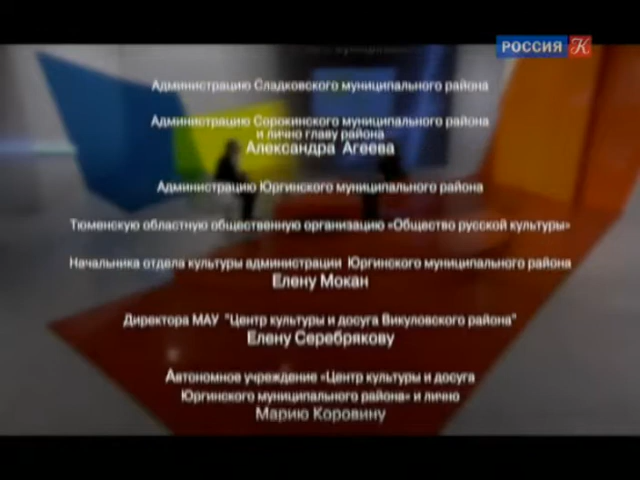 РОССИЯ К
Администрацию Сладковского муниципального района
Администрацию Сорокинского муниципального района
и лично главу района
Александра Агеева
Администрацию Юргинского муниципального района
Тюменскую областную общественную организацию «Общество русской культуры»
Начальника отдела культуры администрации Юргинского муниципального района
Елену Мокан
Директора МАУ "Центр культуры и досуга Викуловского района"
Елену Серебрякову
Автономное учреждение «Центр культуры и досуга
Юргинского муниципального района» и лично
Марию Коровину